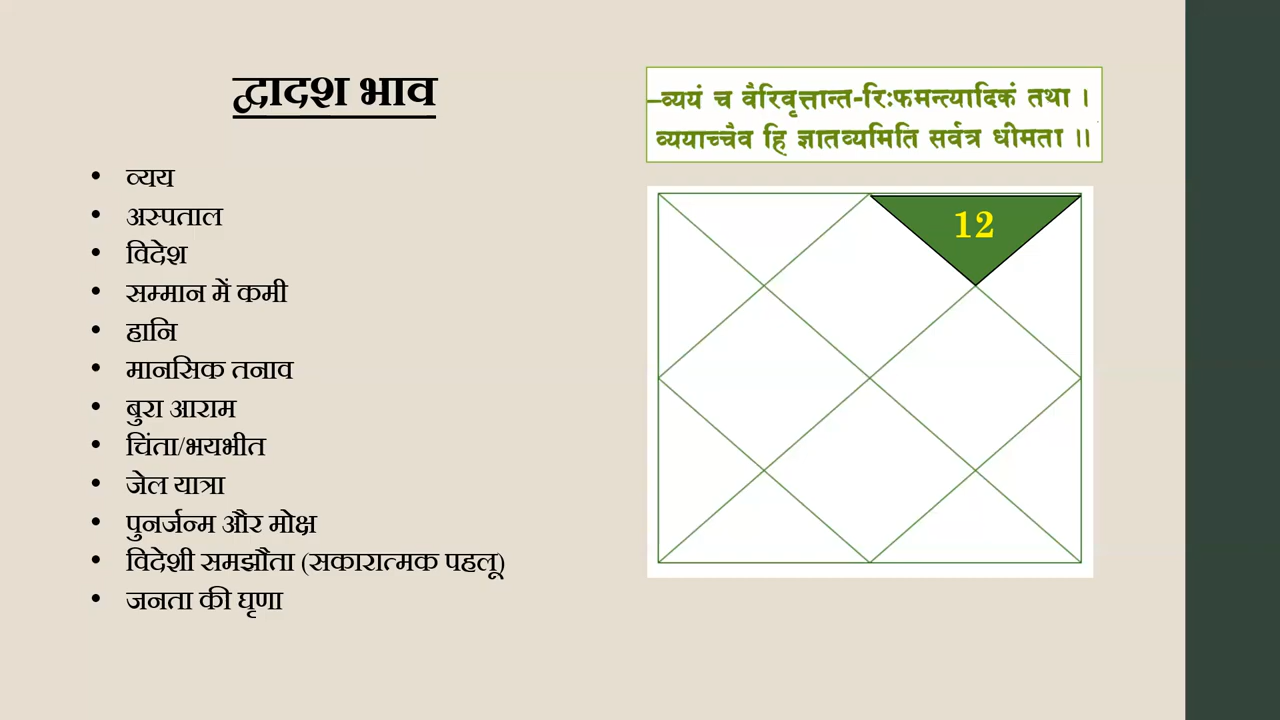 द्वादश भाव
• व्यय
• अस्पताल
• विदेश
• सम्मान में कमी
• हानि
• मानसिक तनाव
• बुरा आराम
• चिंता/भयभीत
• जेल यात्रा
• पुनर्जन्म और मोक्ष
• विदेशी समझौता (सकारात्मक पहलू)
• जनता की घृणा
–व्ययं च वैरिवृत्तान्त-रिःफमन्त्यादिकं तथा ।
व्ययाच्चैव हि ज्ञातव्यमिति सर्वत्र धीमता ।।
12